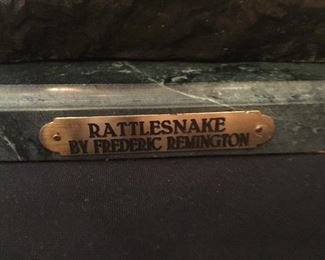 RATTLESNAKE
BY FREDERIC REMINGTON